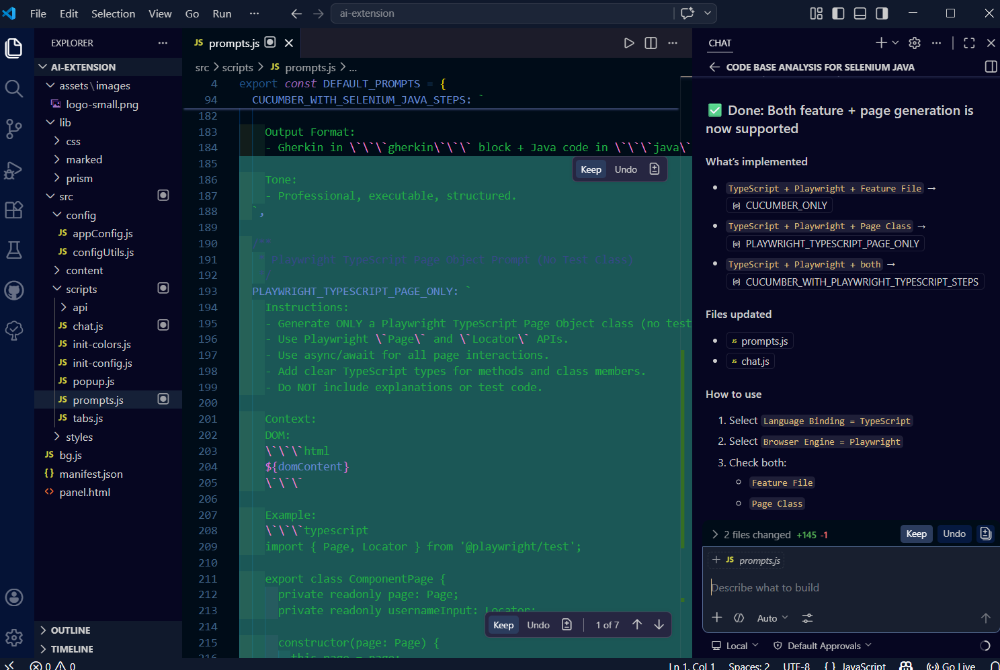 File Edit Selection View Go Run ···
ai-extension
EXPLORER ···
AI-EXTENSION
assets\images
logo-small.png
lib
css
marked
prism
src
config
JS appConfig.js
JS configUtils.js
content
scripts
api
JS chat.js
JS init-colors.js
JS init-config.js
JS popup.js
JS prompts.js
JS tabs.js
styles
JS bg.js
{} manifest.json
<> panel.html
OUTLINE
TIMELINE
JS prompts.js
src > scripts > JS prompts.js > ...
4 export const DEFAULT_PROMPTS = {
94 CUCUMBER_WITH_SELENIUM_JAVA_STEPS: `
182
183 Output Format:
184 - Gherkin in \`\`\`gherkin\`\`\` block + Java code in \`\`\`java\`
185
Keep Undo
186 Tone:
187 - Professional, executable, structured.
188 `,
189
190 /**
191 Playwright TypeScript Page Object Prompt (No Test Class)
192 */
193 PLAYWRIGHT_TYPESCRIPT_PAGE_ONLY: `
194 Instructions:
195 - Generate ONLY a Playwright TypeScript Page Object class (no test
196 - Use Playwright \`Page\` and \`Locator\` APIs.
197 - Use async/await for all page interactions.
198 - Add clear TypeScript types for methods and class members.
199 - Do NOT include explanations or test code.
200
201 Context:
202 DOM:
203 \`\`\`html
204 ${domContent}
205 \`\`\`
206
207 Example:
208 \`\`\`typescript
209 import { Page, Locator } from '@playwright/test';
210
211 export class ComponentPage {
212 private readonly page: Page;
213 private readonly usernameInput: Locator;
214
215 constructor(page: Page) {
216 this.page = page;
Keep Undo 1 of 7
CHAT
CODE BASE ANALYSIS FOR SELENIUM JAVA
✅ Done: Both feature + page generation is
now supported
What's implemented
• TypeScript + Playwright + Feature File →
CUCUMBER_ONLY
• TypeScript + Playwright + Page Class →
PLAYWRIGHT_TYPESCRIPT_PAGE_ONLY
• TypeScript + Playwright + both →
CUCUMBER_WITH_PLAYWRIGHT_TYPESCRIPT_STEPS
Files updated
• JS prompts.js
• JS chat.js
How to use
1. Select Language Binding = TypeScript
2. Select Browser Engine = Playwright
3. Check both:
Feature File
Page Class
2 files changed +145 -1 Keep Undo
+ JS prompts.js
Describe what to build
Auto
Local Default Approvals
0 0
Ln 1, Col 1 Spaces: 2 UTF-8 {} JavaScript Go Live